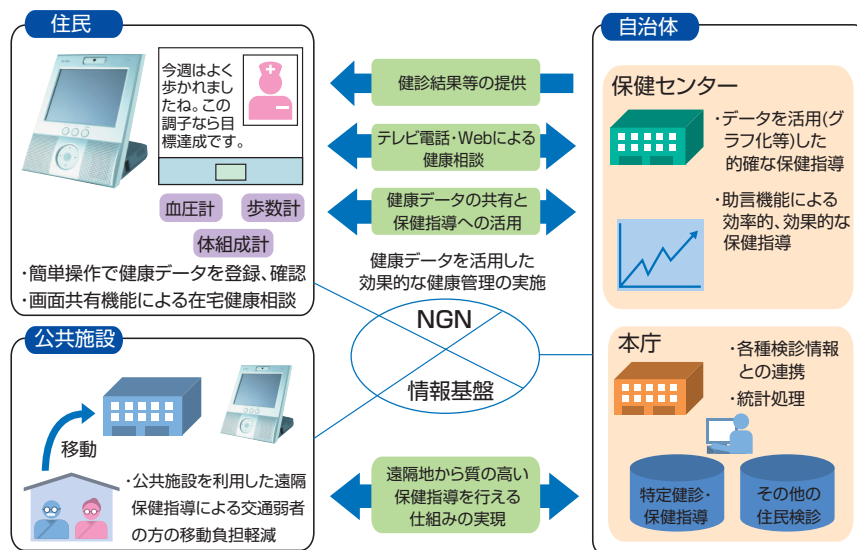 住民
今週はよく
歩かれまし
たね。この
調子なら目
標達成です。
血圧計
歩数計
体組成計
・簡単操作で健康データを登録、確認
・画面共有機能による在宅健康相談
公共施設
移動
・公共施設を利用した遠隔
保健指導による交通弱者
の方の移動負担軽減
健診結果等の提供
テレビ電話・Webによる
健康相談
健康データの共有と
保健指導への活用
健康データを活用した
効果的な健康管理の実施
NGN
情報基盤
遠隔地から質の高い
保健指導を行える
仕組みの実現
自治体
保健センター
・データを活用(グ
ラフ化等)した
的確な保健指導
・助言機能による
効率的、効果的な
保健指導
本庁
・各種検診情報
との連携
・統計処理
特定健診・
保健指導
その他の
住民検診